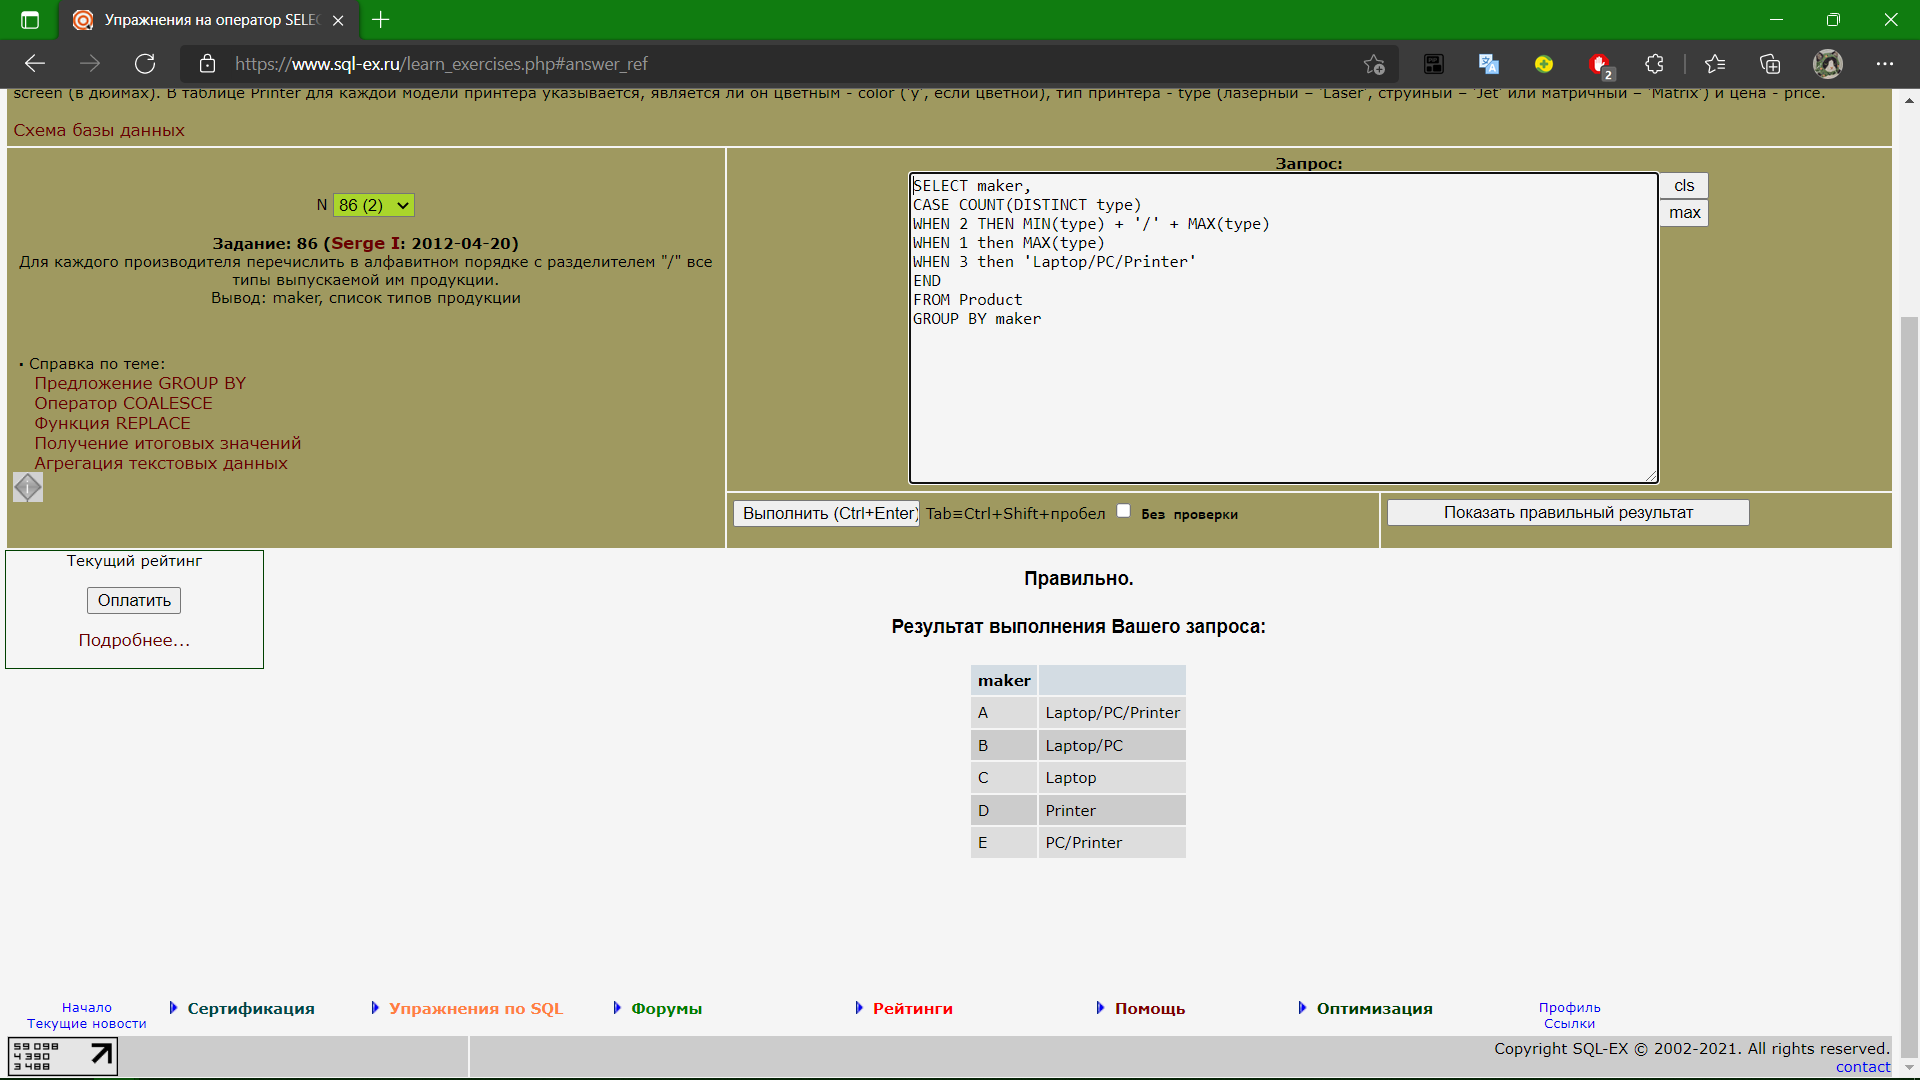 Упражнения на оператор SELEC
https://www.sql-ex.ru/learn_exercises.php#answer_ref
2
screen (в дюймах). В таблице Printer для каждой модели принтера указывается, является ли он цветным - color ('y', если цветной), тип принтера - type (лазерный – 'Laser', струйный – 'Jet' или матричный – 'Matrix') и цена - price.
Схема базы данных
N 86 (2)
Задание: 86 (Serge I: 2012-04-20)
Для каждого производителя перечислить в алфавитном порядке с разделителем "/" все
типы выпускаемой им продукции.
Вывод: maker, список типов продукции
· Справка по теме:
Предложение GROUP BY
Оператор COALESCE
Функция REPLACE
Получение итоговых значений
Агрегация текстовых данных
Запрос:
SELECT maker,
CASE COUNT(DISTINCT type)
WHEN 2 THEN MIN(type) + '/' + MAX(type)
WHEN 1 then MAX(type)
WHEN 3 then 'Laptop/PC/Printer'
END
FROM Product
GROUP BY maker
cls
max
Выполнить (Ctrl+Enter) Tab≡Ctrl+Shift+пробел Без проверки
Показать правильный результат
Текущий рейтинг
Оплатить
Подробнее...
Правильно.
Результат выполнения Вашего запроса:
maker
A Laptop/PC/Printer
B Laptop/PC
C Laptop
D Printer
E PC/Printer
Начало
Текущие новости
Сертификация
Упражнения по SQL
Форумы
Рейтинги
Помощь
Оптимизация
Профиль
Ссылки
59 098
4 390
3 488
Copyright SQL-EX © 2002-2021. All rights reserved.
contact